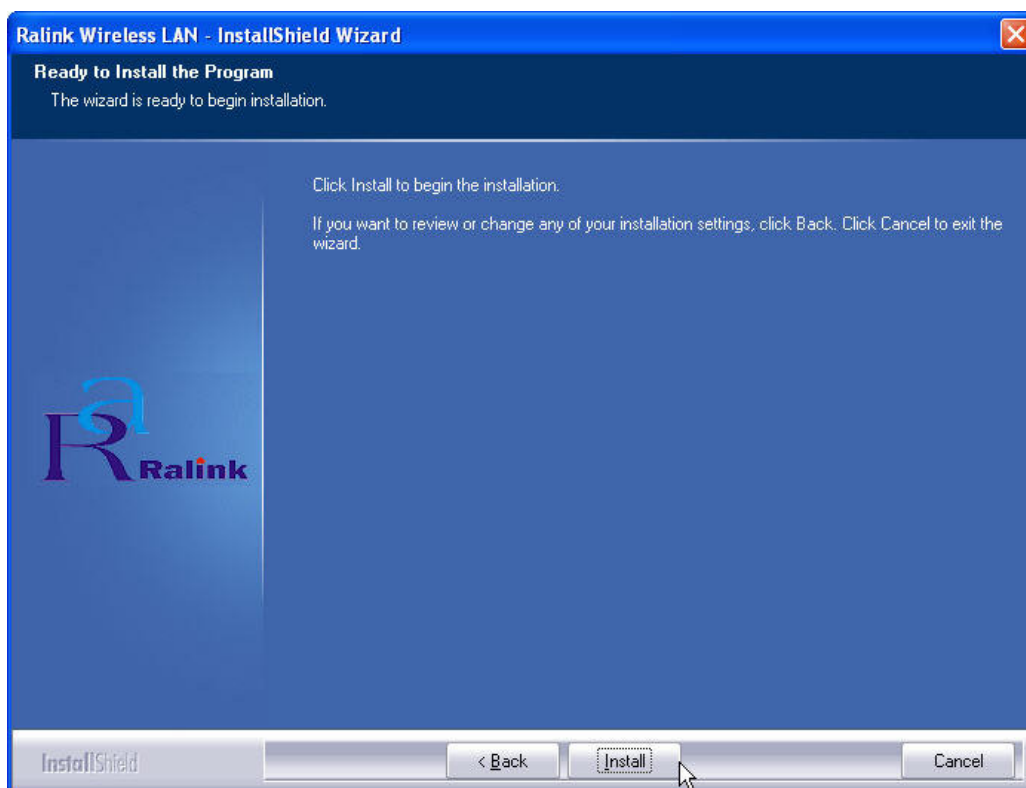 Ralink Wireless LAN - InstallShield Wizard
Ready to Install the Program
The wizard is ready to begin installation.
Click Install to begin the installation.
If you want to review or change any of your installation settings, click Back. Click Cancel to exit the
wizard.
Ra
Ralink
InstallShield
< Back
Install
Cancel